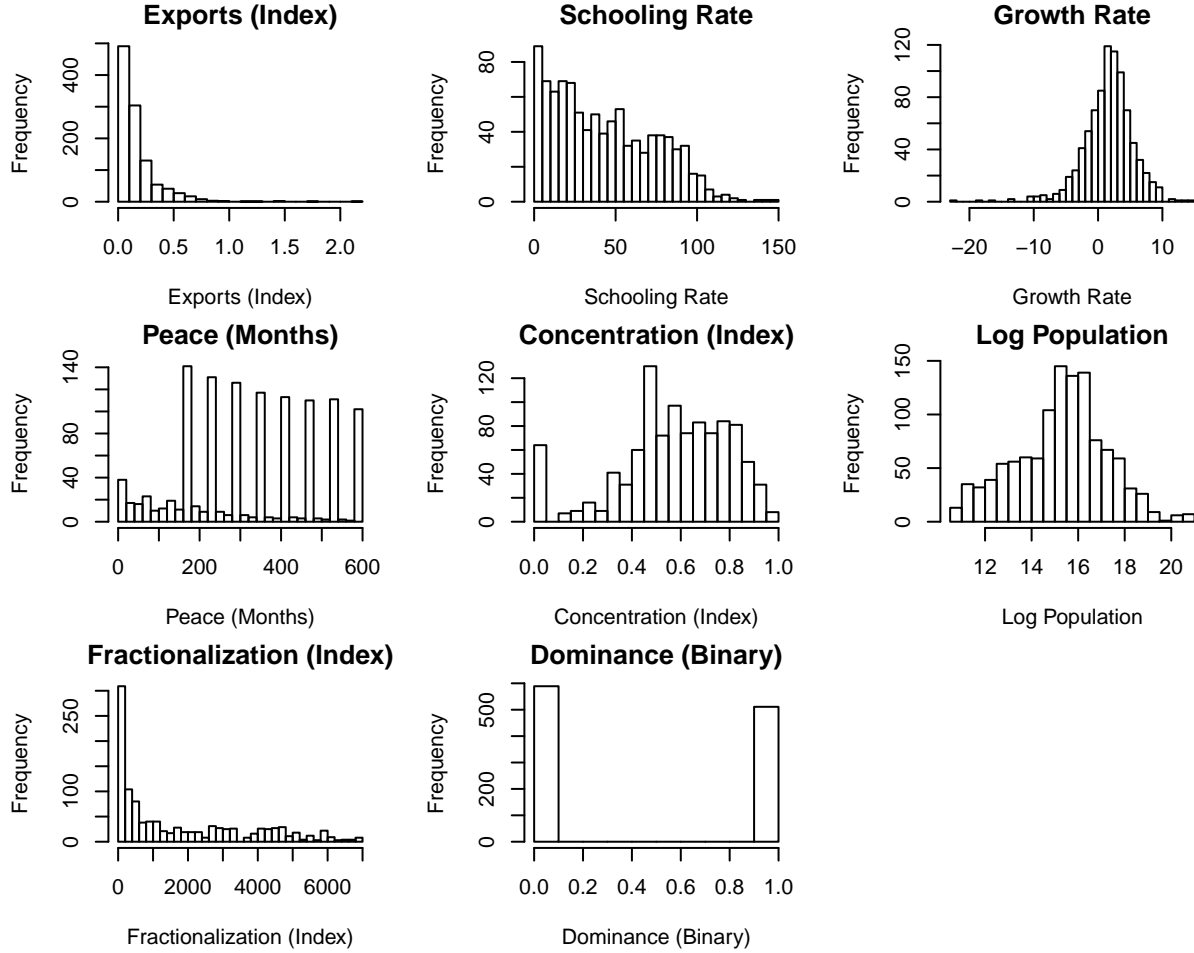 Exports (Index)
Frequency
0 200 400
0.0 0.5 1.0 1.5 2.0
Exports (Index)
Schooling Rate
Frequency
0 40 80
0 50 100 150
Schooling Rate
Growth Rate
Frequency
0 40 80 120
−20 −10 0 10
Growth Rate
Peace (Months)
Frequency
0 40 80 140
0 200 400 600
Peace (Months)
Concentration (Index)
Frequency
0 40 80 120
0.0 0.2 0.4 0.6 0.8 1.0
Concentration (Index)
Log Population
Frequency
0 50 100 150
12 14 16 18 20
Log Population
Fractionalization (Index)
Frequency
0 100 250
0 2000 4000 6000
Fractionalization (Index)
Dominance (Binary)
Frequency
0 200 500
0.0 0.2 0.4 0.6 0.8 1.0
Dominance (Binary)